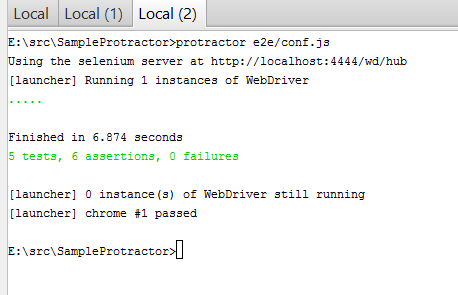 Local Local (1) Local (2)
E:\src\SampleProtractor>protractor e2e/conf.js
Using the selenium server at http://localhost:4444/wd/hub
[launcher] Running 1 instances of WebDriver
.....
Finished in 6.874 seconds
5 tests, 6 assertions, 0 failures
[launcher] 0 instance(s) of WebDriver still running
[launcher] chrome #1 passed
E:\src\SampleProtractor>